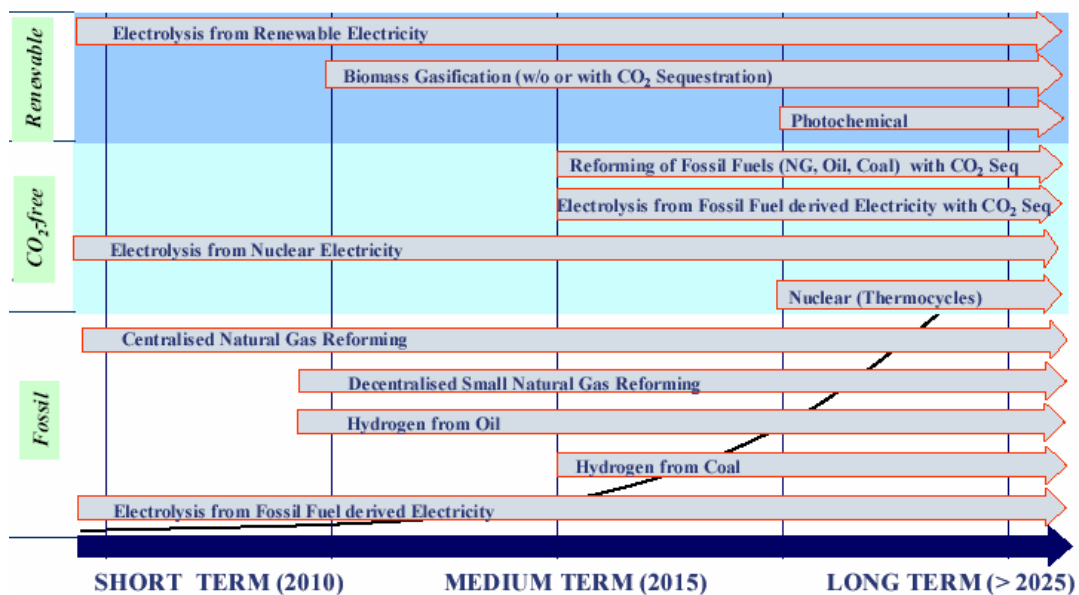 Renewable
Electrolysis from Renewable Electricity
Biomass Gasification (w/o or with CO₂ Sequestration)
Photochemical
CO₂-free
Reforming of Fossil Fuels (NG, Oil, Coal) with CO₂ Seq
Electrolysis from Fossil Fuel derived Electricity with CO₂ Seq
Electrolysis from Nuclear Electricity
Nuclear (Thermocycles)
Fossil
Centralised Natural Gas Reforming
Decentralised Small Natural Gas Reforming
Hydrogen from Oil
Hydrogen from Coal
Electrolysis from Fossil Fuel derived Electricity
SHORT TERM (2010)
MEDIUM TERM (2015)
LONG TERM (> 2025)